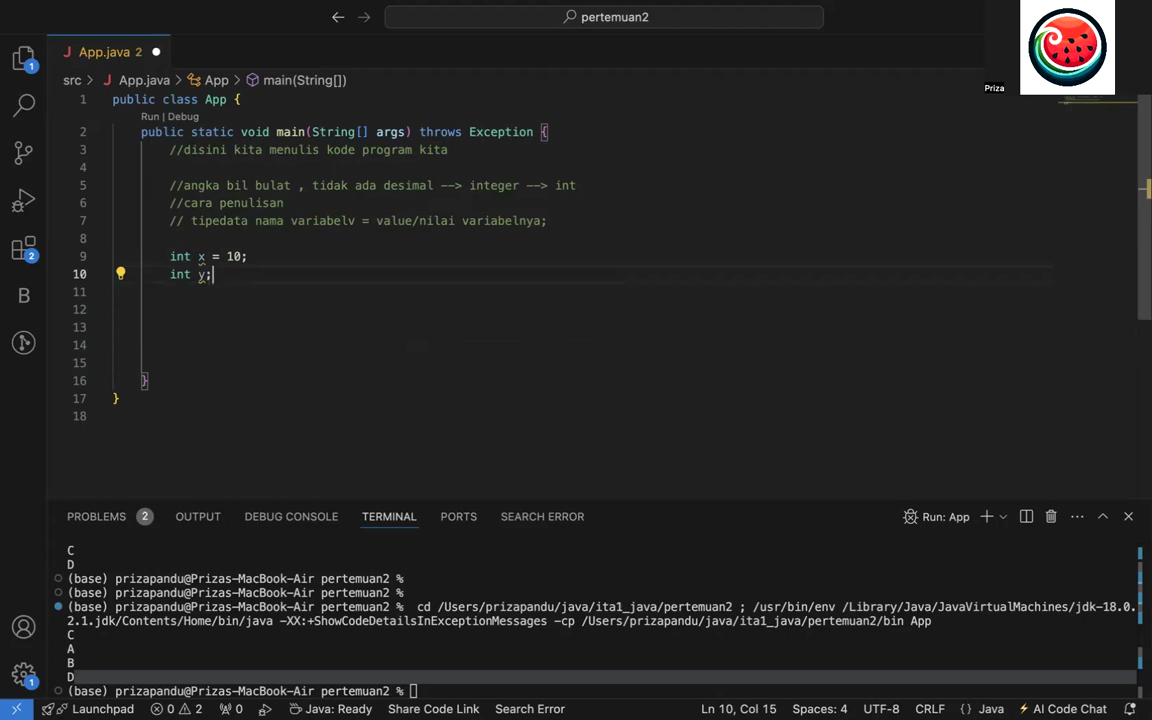 pertemuan2
Priza
App.java 2
src > App.java > App > main(String[])
1 public class App {
Run | Debug
2 public static void main(String[] args) throws Exception {
3 //disini kita menulis kode program kita
4
5 //angka bil bulat , tidak ada desimal --> integer --> int
6 //cara penulisan
7 // tipedata nama variabelv = value/nilai variabelnya;
8
9 int x = 10;
10 int y;
11
12
13
14
15
16 }
17 }
18
1
2
B
PROBLEMS 2 OUTPUT DEBUG CONSOLE TERMINAL PORTS SEARCH ERROR Run: App
C
D
(base) prizapandu@Prizas-MacBook-Air pertemuan2 %
(base) prizapandu@Prizas-MacBook-Air pertemuan2 %
(base) prizapandu@Prizas-MacBook-Air pertemuan2 % cd /Users/prizapandu/java/ita1_java/pertemuan2 ; /usr/bin/env /Library/Java/JavaVirtualMachines/jdk-18.0.
2.1.jdk/Contents/Home/bin/java -XX:+ShowCodeDetailsInExceptionMessages -cp /Users/prizapandu/java/ita1_java/pertemuan2/bin App
C
A
B
D
(base) prizapandu@Prizas-MacBook-Air pertemuan2 %
1
Launchpad 0 2 0 Java: Ready Share Code Link Search Error Ln 10, Col 15 Spaces: 4 UTF-8 CRLF {} Java AI Code Chat